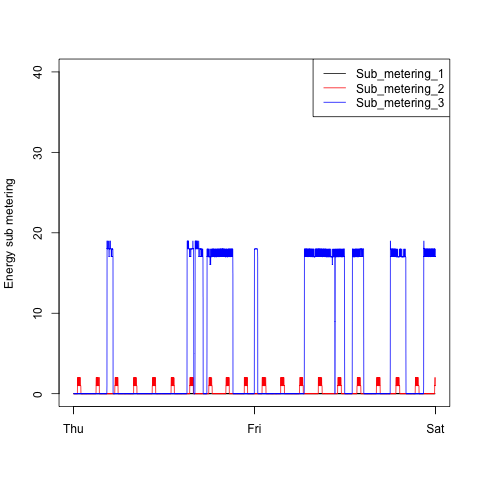 Sub_metering_1
Sub_metering_2
Sub_metering_3
Energy sub metering
40
30
20
10
0
Thu Fri Sat